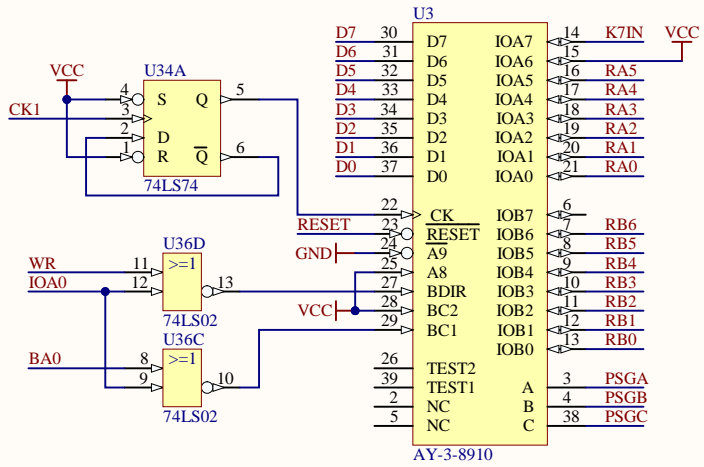 U3
D7 30 D7 IOA7 14 K7IN
VCC
D6 31 D6 IOA6 15
U34A
VCC
D5 32 D5 IOA5 16 RA5
4 S Q 5
D4 33 D4 IOA4 17 RA4
CK1 3
D3 34 D3 IOA3 18 RA3
2 D
D2 35 D2 IOA2 19 RA2
1 R Q 6
D1 36 D1 IOA1 20 RA1
D0 37 D0 IOA0 21 RA0
74LS74
22 CK IOB7 6
RESET 23 RESET IOB6 7 RB6
GND 24 A9 IOB5 8 RB5
U36D
WR 11 >=1
25 A8 IOB4 9 RB4
IOA0 12 13
27 BDIR IOB3 10 RB3
VCC 28 BC2 IOB2 11 RB2
74LS02
29 BC1 IOB1 12 RB1
U36C
IOB0 13 RB0
BA0 8 >=1
26 TEST2
9 10
39 TEST1 A 3 PSGA
2 NC B 4 PSGB
74LS02
5 NC C 38 PSGC
AY-3-8910